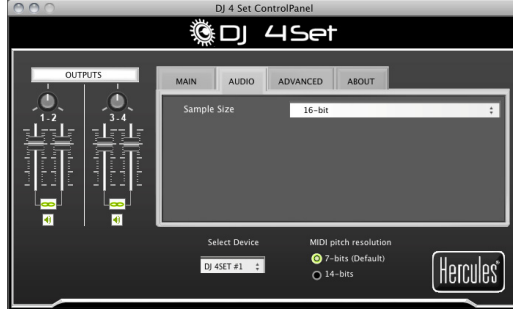 DJ 4 Set ControlPanel
DJ 4Set
OUTPUTS
1-2
3-4
MAIN
AUDIO
ADVANCED
ABOUT
Sample Size
16-bit
Select Device
DJ 4SET #1
MIDI pitch resolution
7-bits (Default)
14-bits
Hercules